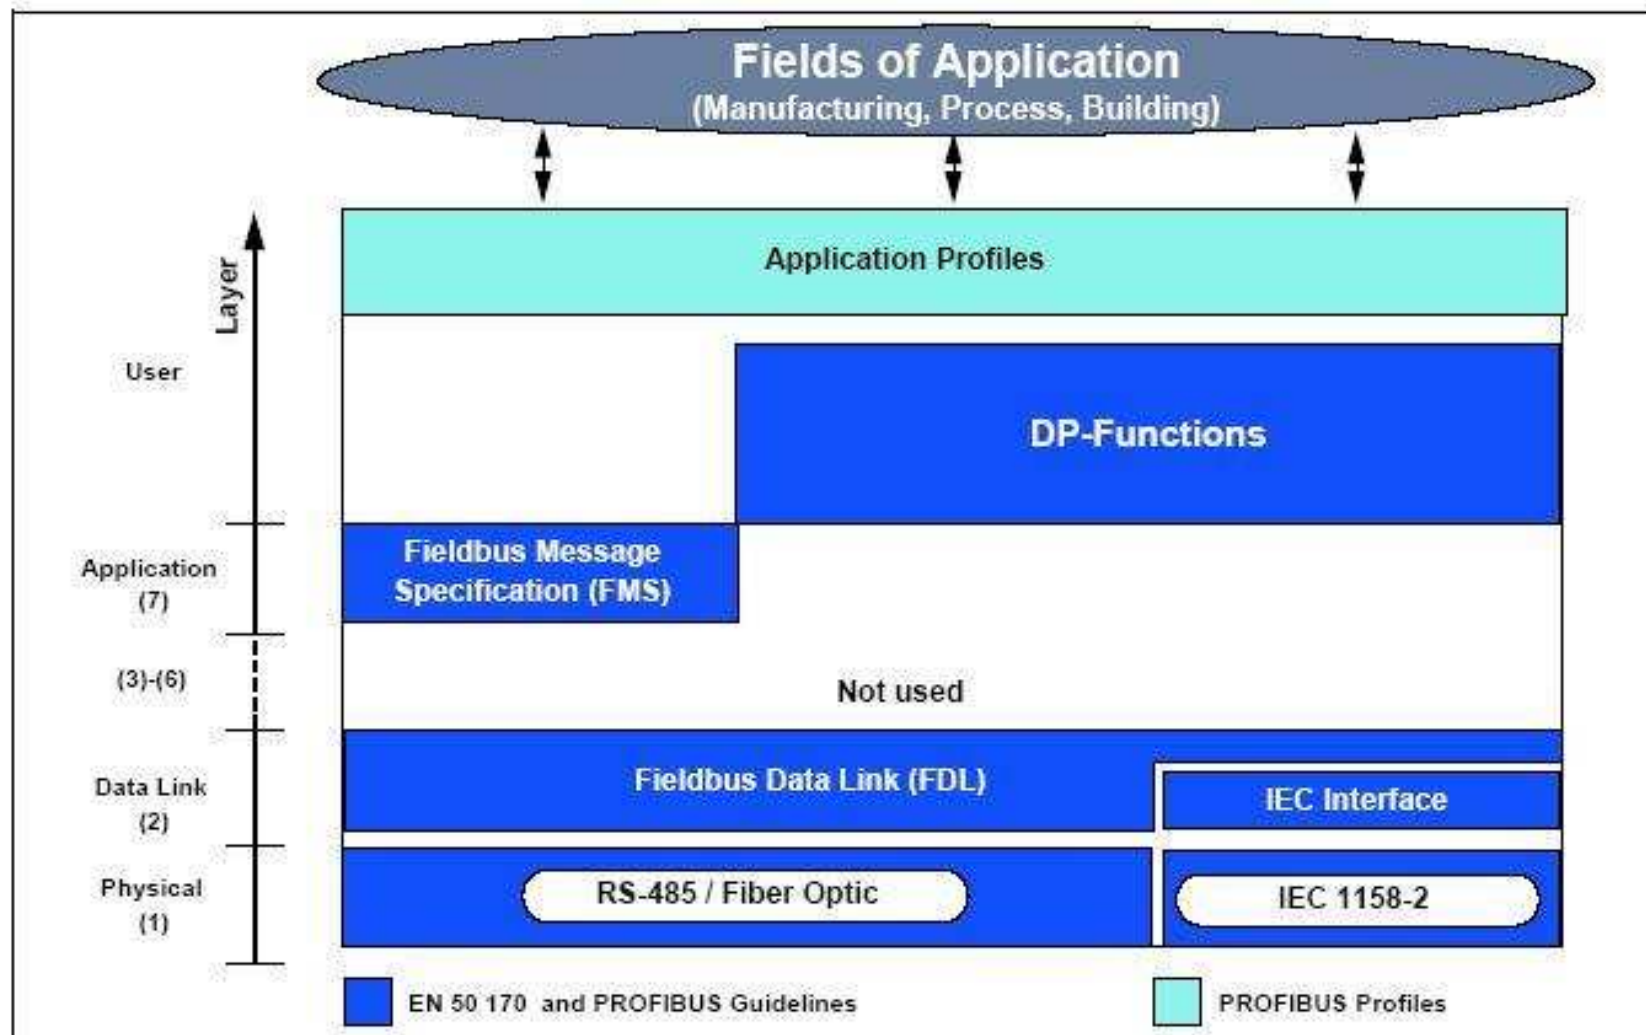 Fields of Application
(Manufacturing, Process, Building)
Layer
Application Profiles
User
DP-Functions
Application
(7)
Fieldbus Message
Specification (FMS)
(3)-(6)
Not used
Data Link
(2)
Fieldbus Data Link (FDL)
IEC Interface
Physical
(1)
RS-485 / Fiber Optic
IEC 1158-2
EN 50 170 and PROFIBUS Guidelines
PROFIBUS Profiles